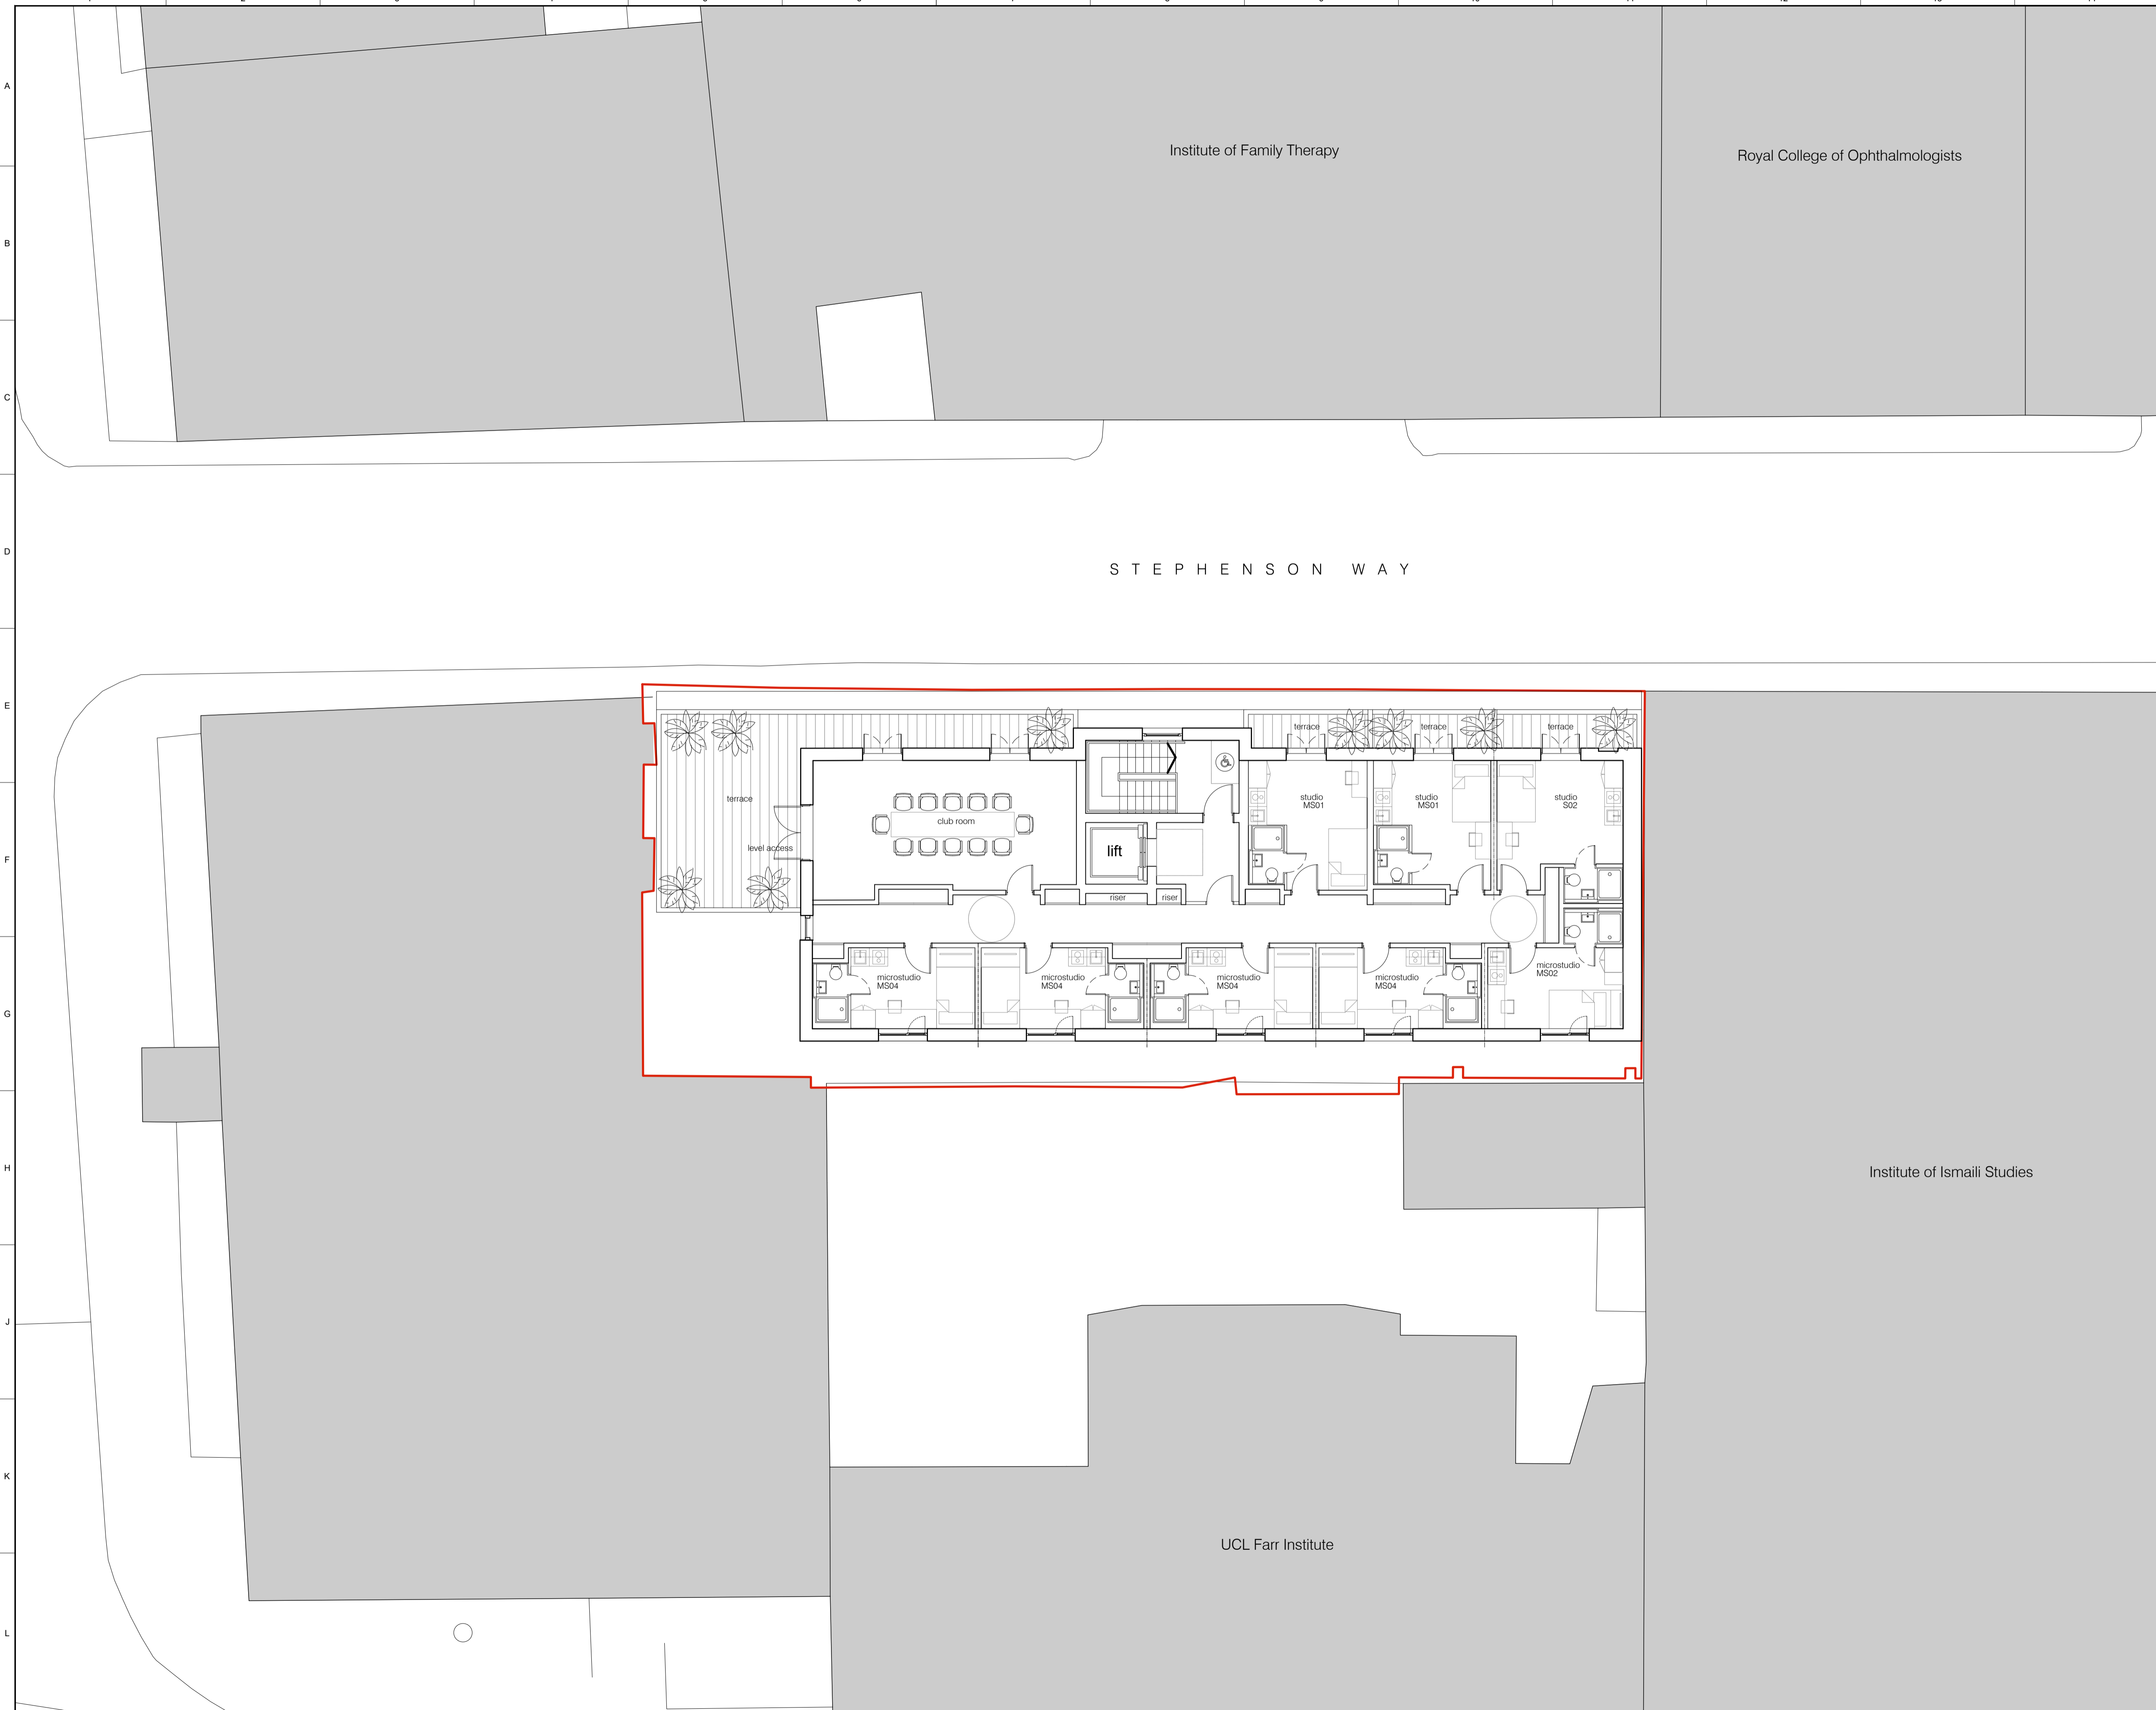 A
Institute of Family Therapy
Royal College of Ophthalmologists
B
C
D
STEPHENSON WAY
E
terrace
terrace
terrace
terrace
level access
club room
studio
MS01
studio
MS01
studio
S02
F
lift
riser
riser
microstudio
MS04
microstudio
MS04
microstudio
MS04
microstudio
MS04
microstudio
MS02
G
H
Institute of Ismaili Studies
J
K
UCL Farr Institute
L